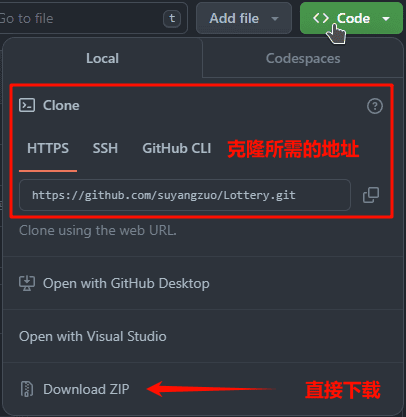 Go to file t Add file Code
Local Codespaces
Clone
HTTPS SSH GitHub CLI 克隆所需的地址
https://github.com/suyangzuo/Lottery.git
Clone using the web URL.
Open with GitHub Desktop
Open with Visual Studio
Download ZIP 直接下载